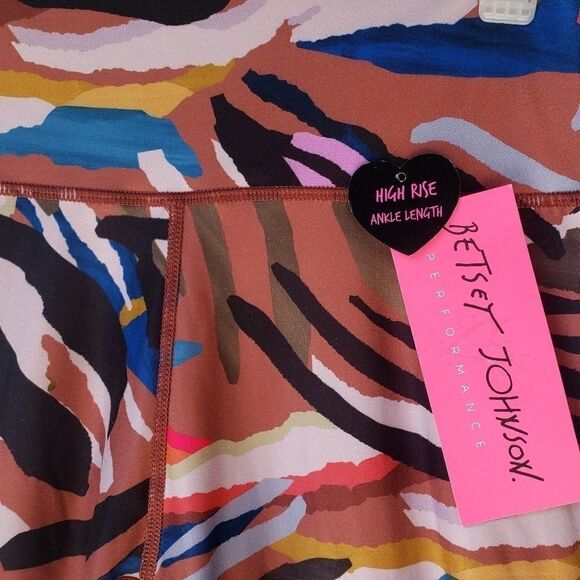 HIGH RISE
ANKLE LENGTH
BETSEY JOHNSON.
PERFORMANCE